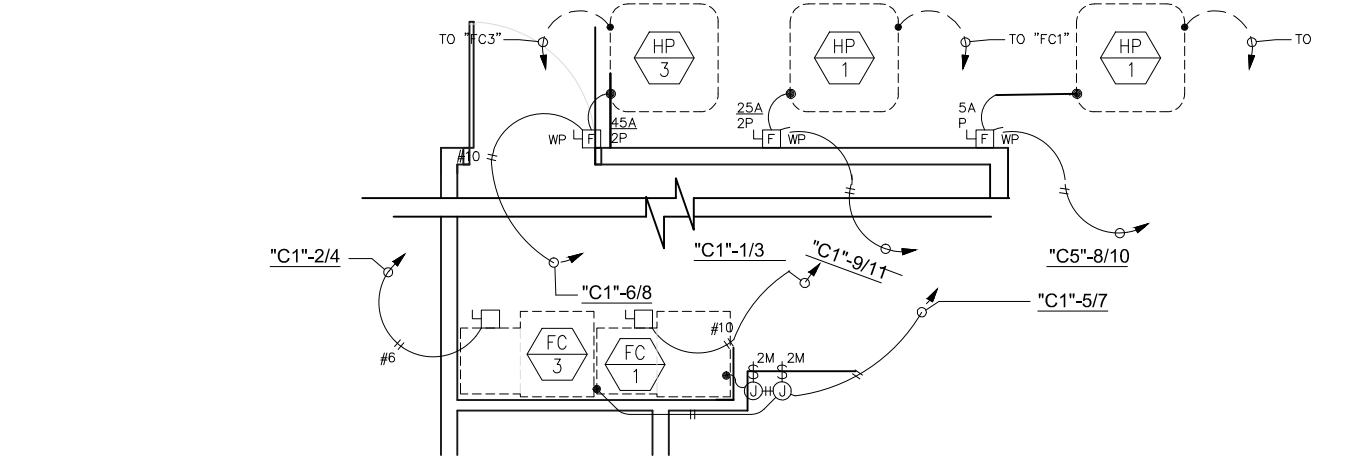 TO "FC3"
HP
3
HP
1
TO "FC1"
HP
1
TO
WP
F
45A
2P
25A
2P
F
WP
5A
P
F
WP
#10
"C1"-2/4
"C1"-6/8
"C1"-1/3
"C1"-9/11
"C5"-8/10
"C1"-5/7
#6
FC
3
FC
1
#10
2M
2M
$
$
J
J